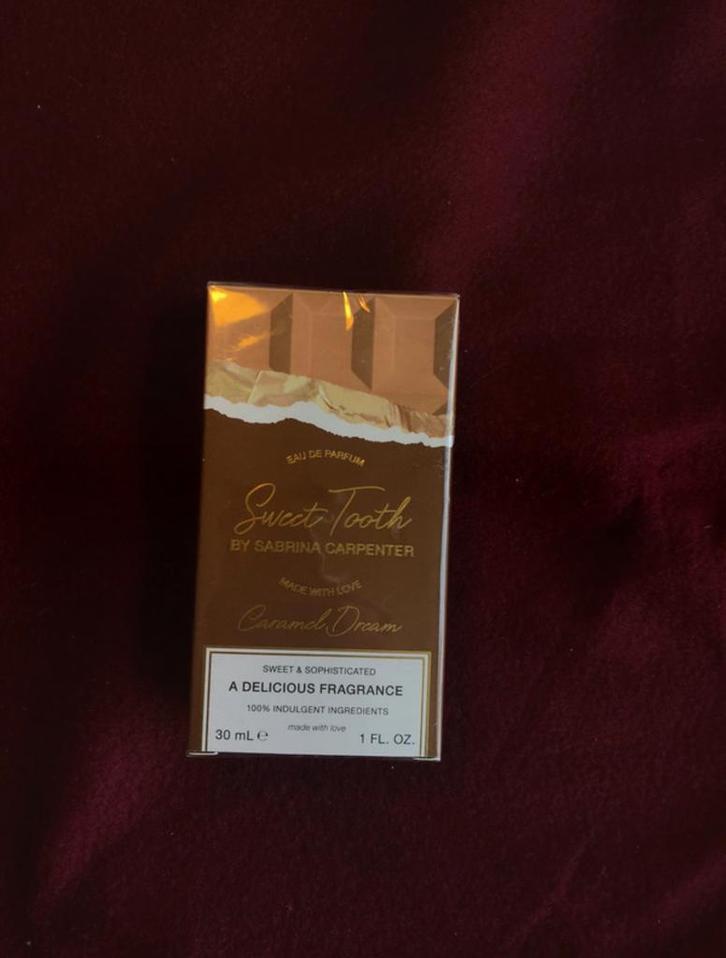 EAU DE PARFUM
Sweet Tooth
BY SABRINA CARPENTER
MADE WITH LOVE
Caramel Dream
SWEET & SOPHISTICATED
A DELICIOUS FRAGRANCE
100% INDULGENT INGREDIENTS
made with love
30 mL ℮ 1 FL. OZ.